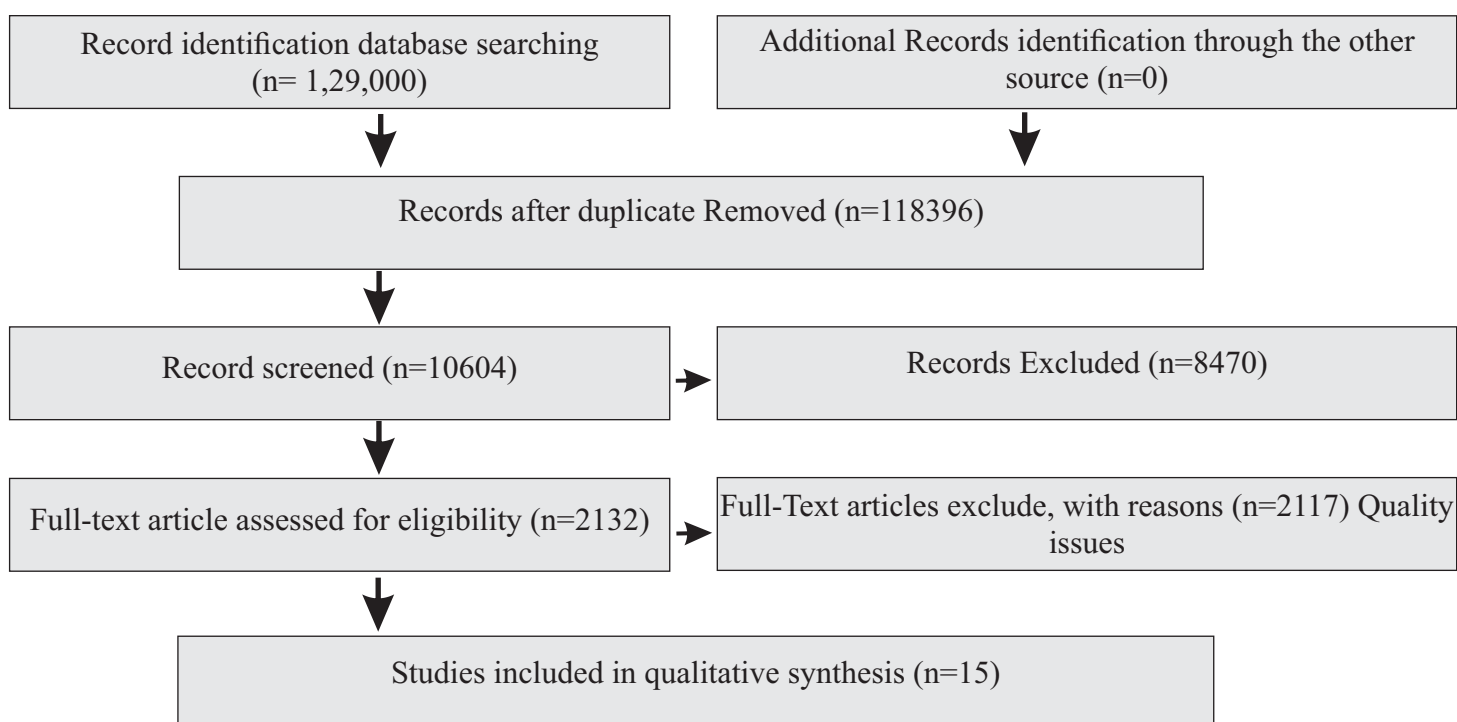 Record identification database searching
(n= 1,29,000)
Additional Records identification through the other
source (n=0)
Records after duplicate Removed (n=118396)
Record screened (n=10604)
Records Excluded (n=8470)
Full-text article assessed for eligibility (n=2132)
Full-Text articles exclude, with reasons (n=2117) Quality
issues
Studies included in qualitative synthesis (n=15)